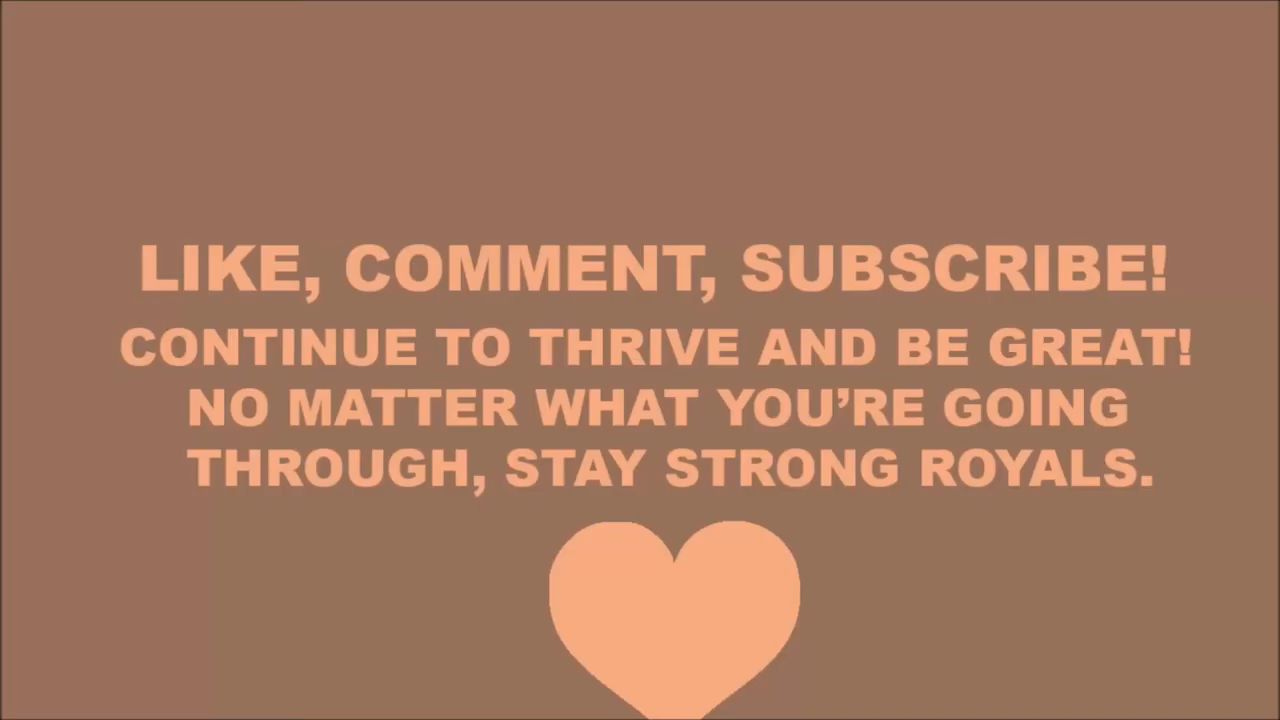 LIKE, COMMENT, SUBSCRIBE!
CONTINUE TO THRIVE AND BE GREAT!
NO MATTER WHAT YOU’RE GOING
THROUGH, STAY STRONG ROYALS.